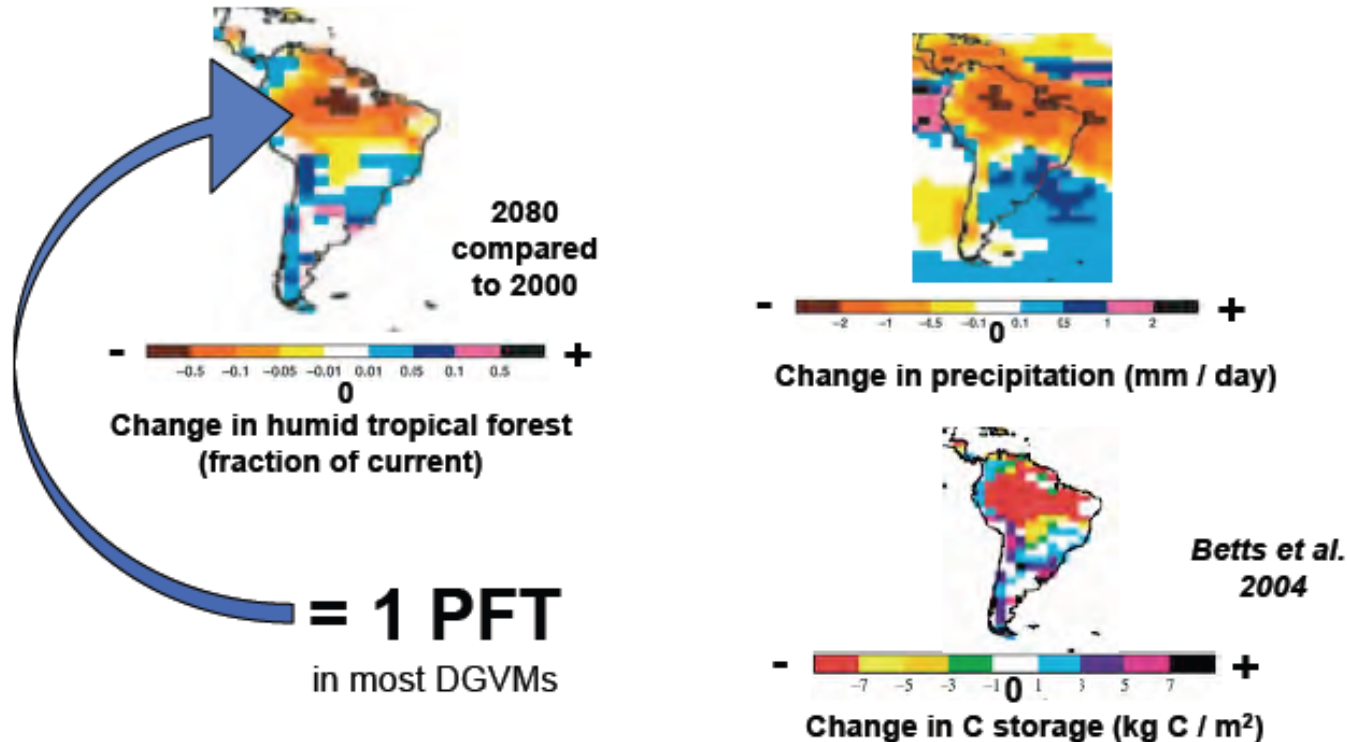 2080
compared
to 2000
- +
−0.5 −0.1 −0.05 −0.01 0.01 0.05 0.1 0.5
0
Change in humid tropical forest
(fraction of current)
= 1 PFT
in most DGVMs
- +
−2 −1 −4.5 −0.1 0.1 0.5 1 2
0
Change in precipitation (mm / day)
Betts et al.
2004
- +
−7 −5 −3 −1 1 3 5 7
0
Change in C storage (kg C / m²)